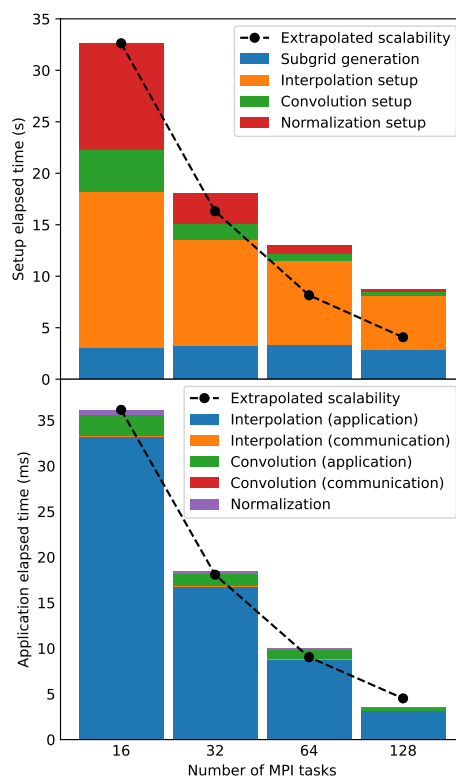 35
30
25
20
15
10
5
0
Setup elapsed time (s)
Extrapolated scalability
Subgrid generation
Interpolation setup
Convolution setup
Normalization setup
35
30
25
20
15
10
5
0
Application elapsed time (ms)
Extrapolated scalability
Interpolation (application)
Interpolation (communication)
Convolution (application)
Convolution (communication)
Normalization
16 32 64 128
Number of MPI tasks